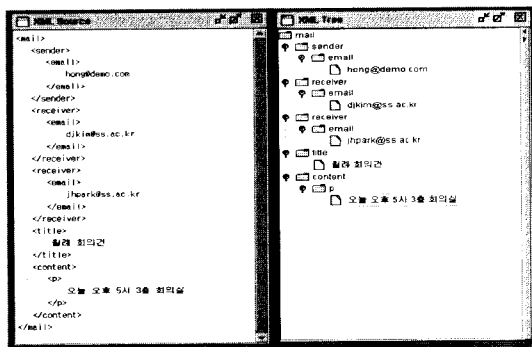 XML Source
<mail>
<sender>
<email>
hong@demo.com
</email>
</sender>
<receiver>
<email>
djkim@ss.ac.kr
</email>
</receiver>
<receiver>
<email>
jhpark@ss.ac.kr
</email>
</receiver>
<title>
월례 회의건
</title>
<content>
<p>
오늘 오후 5시 3층 회의실
</p>
</content>
</mail>
XML Tree
mail
sender
email
hong@demo.com
receiver
email
djkim@ss.ac.kr
receiver
email
jhpark@ss.ac.kr
title
월례 회의건
content
p
오늘 오후 5시 3층 회의실